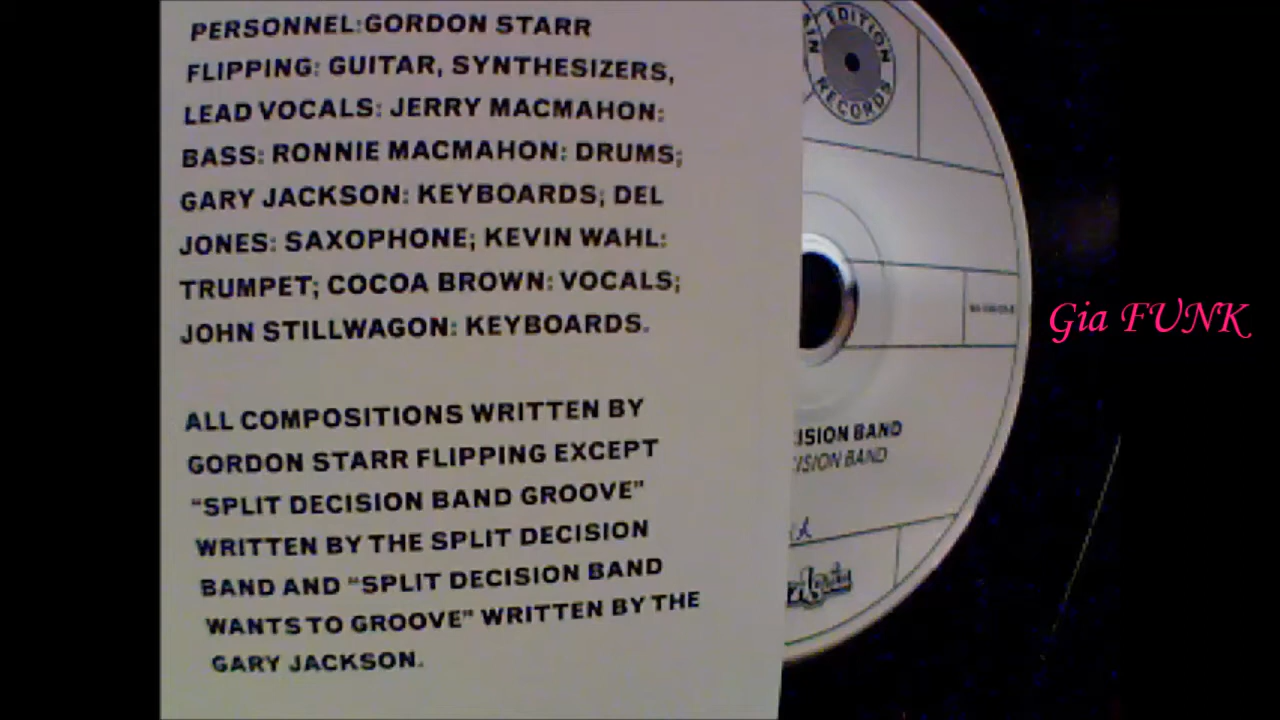 PERSONNEL:GORDON STARR
FLIPPING: GUITAR, SYNTHESIZERS,
LEAD VOCALS: JERRY MACMAHON:
BASS: RONNIE MACMAHON: DRUMS;
GARY JACKSON: KEYBOARDS; DEL
JONES: SAXOPHONE; KEVIN WAHL:
TRUMPET; COCOA BROWN: VOCALS;
JOHN STILLWAGON: KEYBOARDS.
ALL COMPOSITIONS WRITTEN BY
GORDON STARR FLIPPING EXCEPT
“SPLIT DECISION BAND GROOVE”
WRITTEN BY THE SPLIT DECISION
BAND AND “SPLIT DECISION BAND
WANTS TO GROOVE” WRITTEN BY THE
GARY JACKSON.
EDITION
RECORDS
BAND
BAND
Gia FUNK